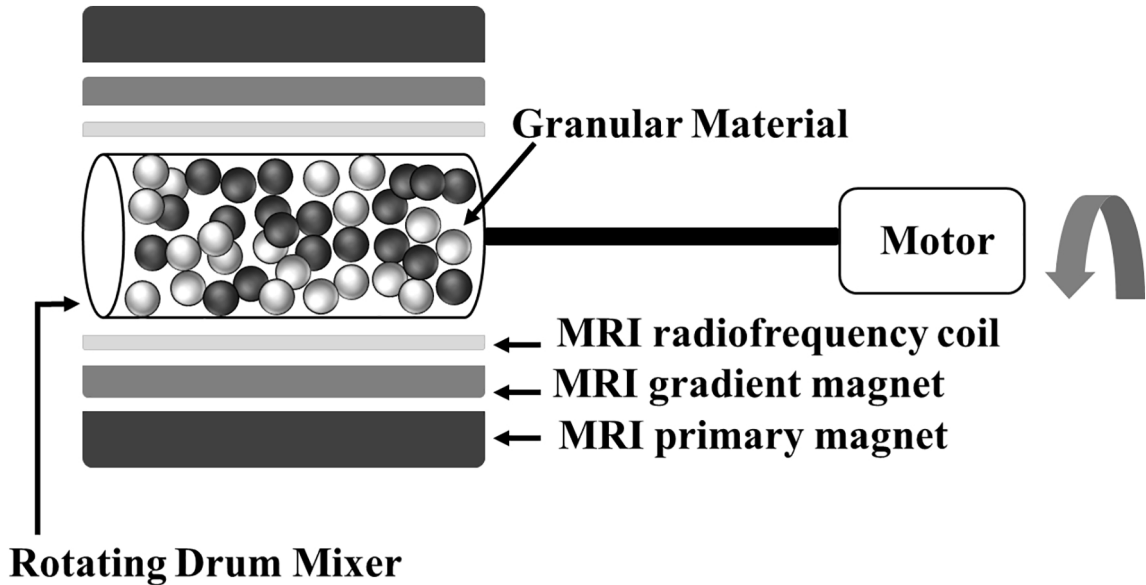 Granular Material
Motor
MRI radiofrequency coil
MRI gradient magnet
MRI primary magnet
Rotating Drum Mixer